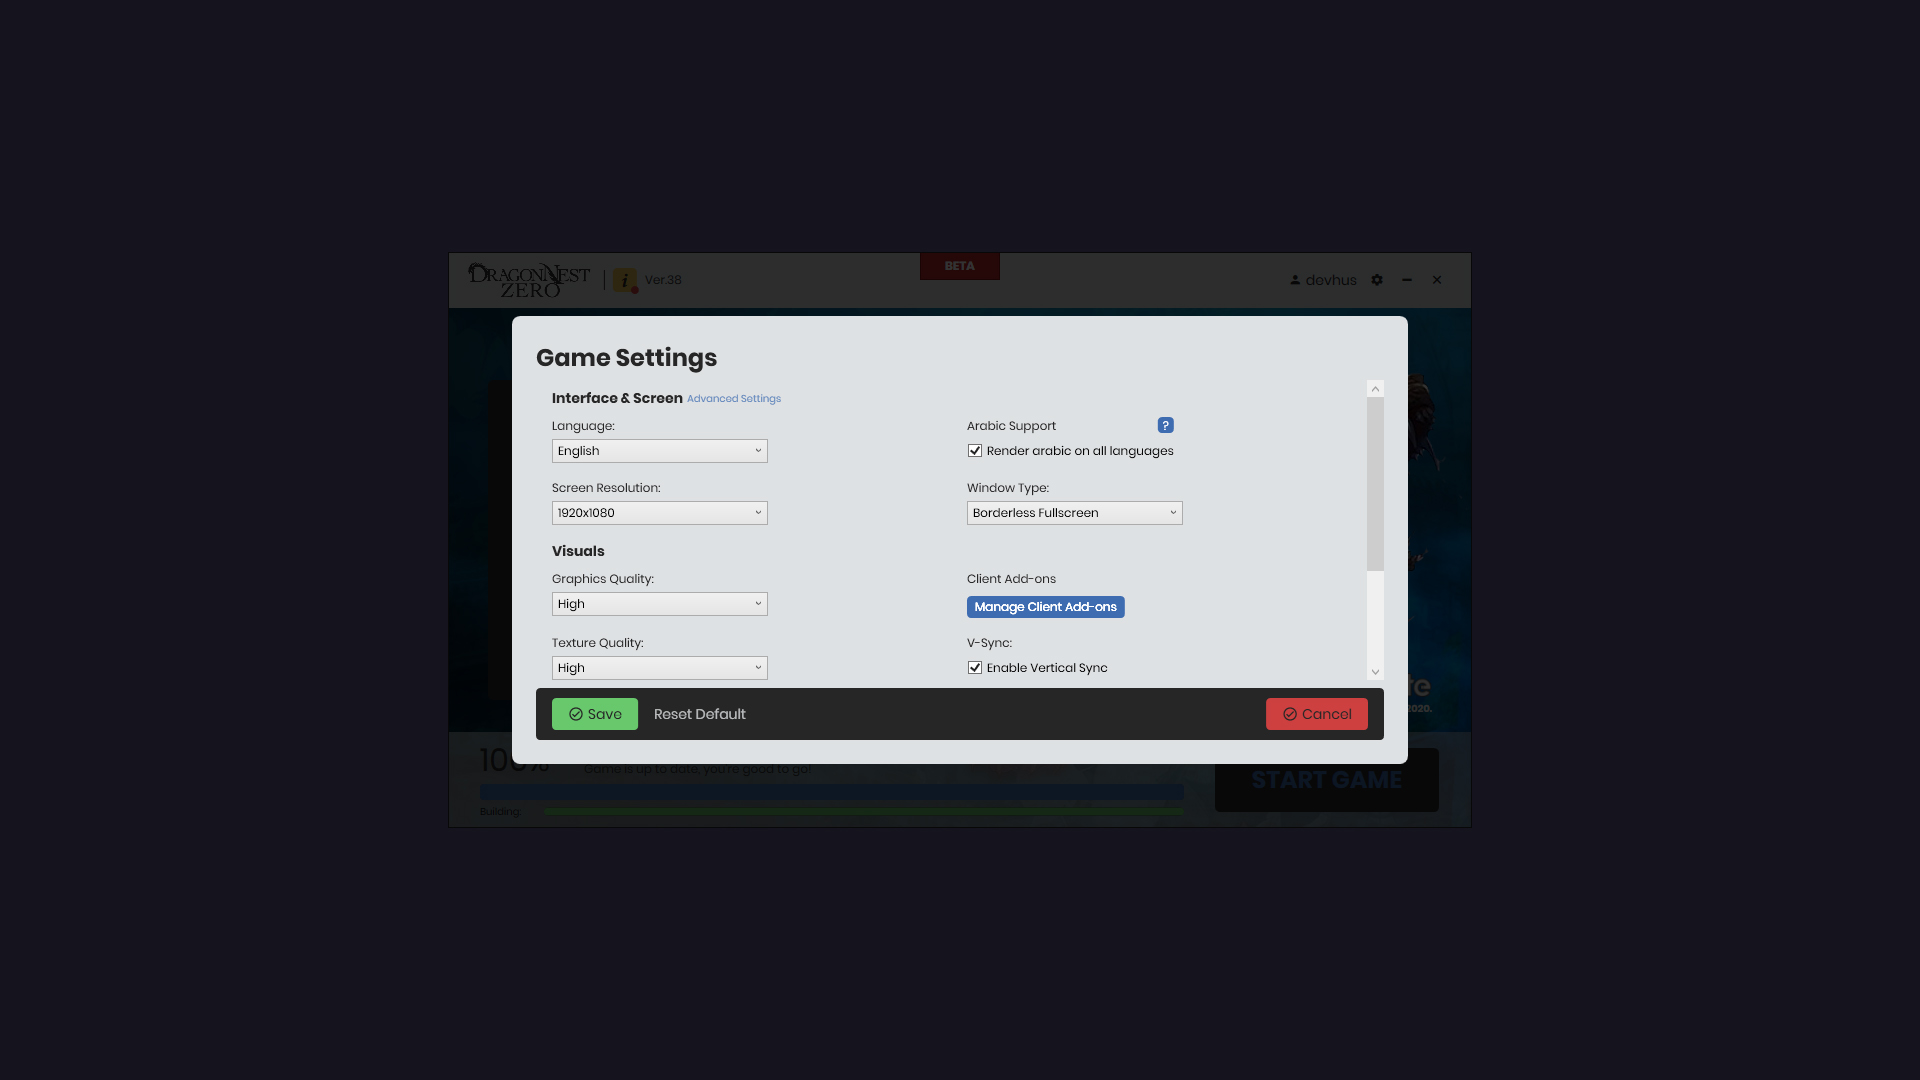 DRAGONNEST
ZERO
i
Ver.38
BETA
devhus
Game Settings
Interface & Screen Advanced Settings
Language:
English
Arabic Support ?
Render arabic on all languages
Screen Resolution:
1920x1080
Window Type:
Borderless Fullscreen
Visuals
Graphics Quality:
High
Client Add-ons
Manage Client Add-ons
Texture Quality:
High
V-Sync:
Enable Vertical Sync
Save
Reset Default
Cancel
2020.
100%
Game is up to date, you're good to go!
START GAME
Building: